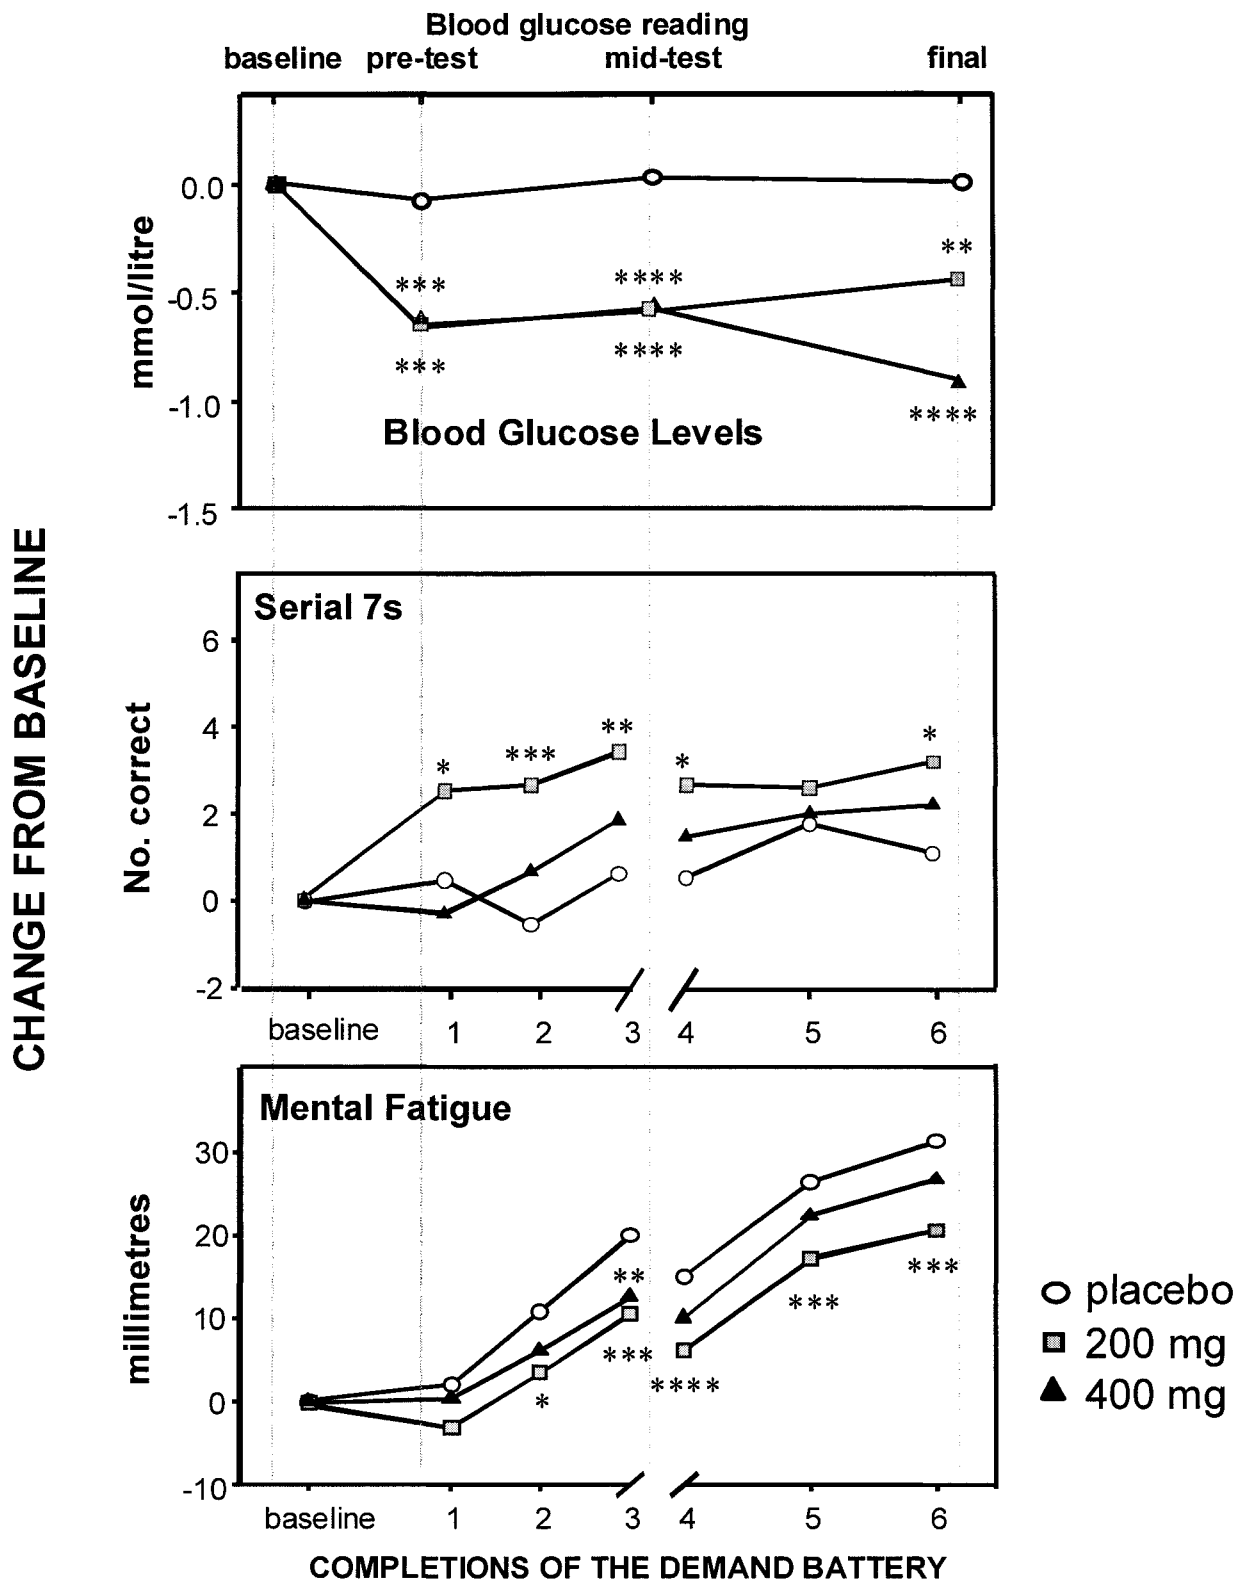 Blood glucose reading
baseline pre-test mid-test final
0.0
-0.5
-1.0
-1.5
mmol/litre
**
*** ****
*** ****
****
Blood Glucose Levels
CHANGE FROM BASELINE
Serial 7s
6
4
2
0
-2
No. correct
* *** ** * *
baseline 1 2 3 4 5 6
Mental Fatigue
30
20
10
0
-10
millimetres
**
***
***
***
****
*
placebo
200 mg
400 mg
baseline 1 2 3 4 5 6
COMPLETIONS OF THE DEMAND BATTERY